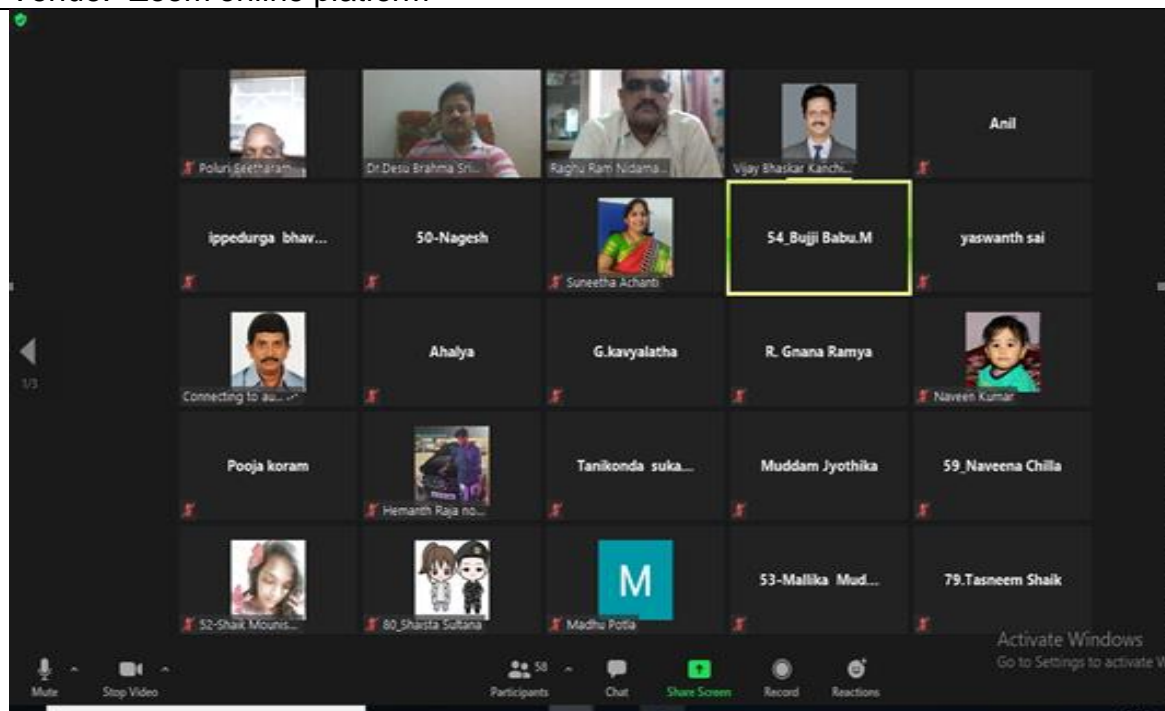 Venue: Zoom online platform
Poluri Seetharam...
Dr.Desu Brahma Sri...
Raghu Ram Nidama...
Vijay Bhaskar Kanchi...
Anil
ippedurga bhav...
50-Nagesh
Suneetha Achanti
54_Bujji Babu.M
yaswanth sai
Connecting to au...
Ahalya
G.kavyalatha
R. Gnana Ramya
Naveen Kumar
1/3
Pooja koram
Hemanth Raja no...
Tanikonda suka...
Muddam Jyothika
59_Naveena Chilla
52-Shaik Mounis...
80_Shaista Sultana
M
Madhu Potla
53-Mallika Mud...
79.Tasneem Shaik
Activate Windows
Go to Settings to activate W
Mute
Stop Video
Participants
58
Chat
Share Screen
Record
Reactions